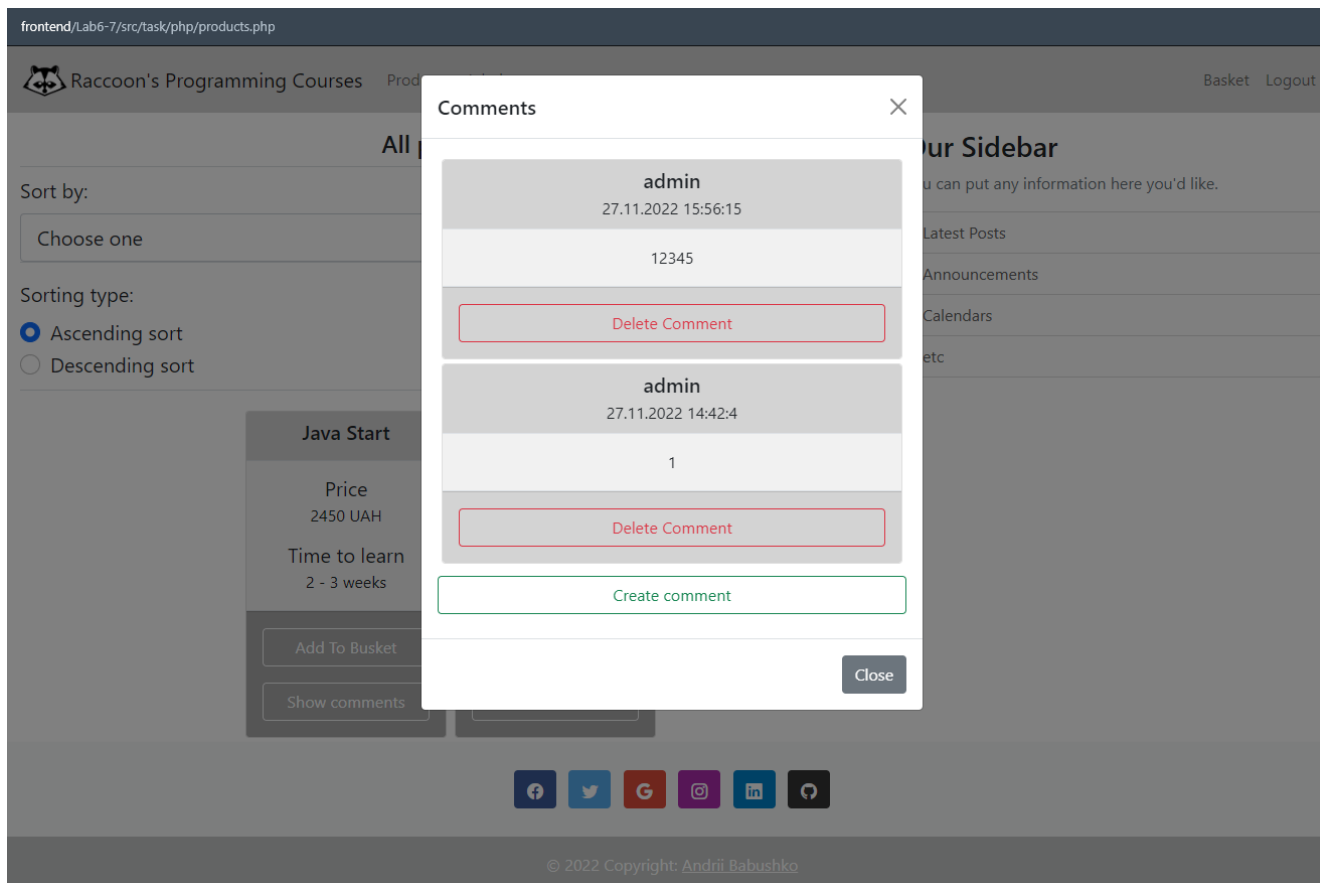 frontend/Lab6-7/src/task/php/products.php
Raccoon's Programming Courses
Basket Logout
Comments
admin
27.11.2022 15:56:15
12345
Delete Comment
admin
27.11.2022 14:42:4
1
Delete Comment
Create comment
Close
All
Sort by:
Choose one
Sorting type:
Ascending sort
Descending sort
Java Start
Price
2450 UAH
Time to learn
2 - 3 weeks
Add To Busket
Show comments
Sidebar
can put any information here you'd like.
Latest Posts
Announcements
Calendars
etc
© 2022 Copyright: Andrii Babushko